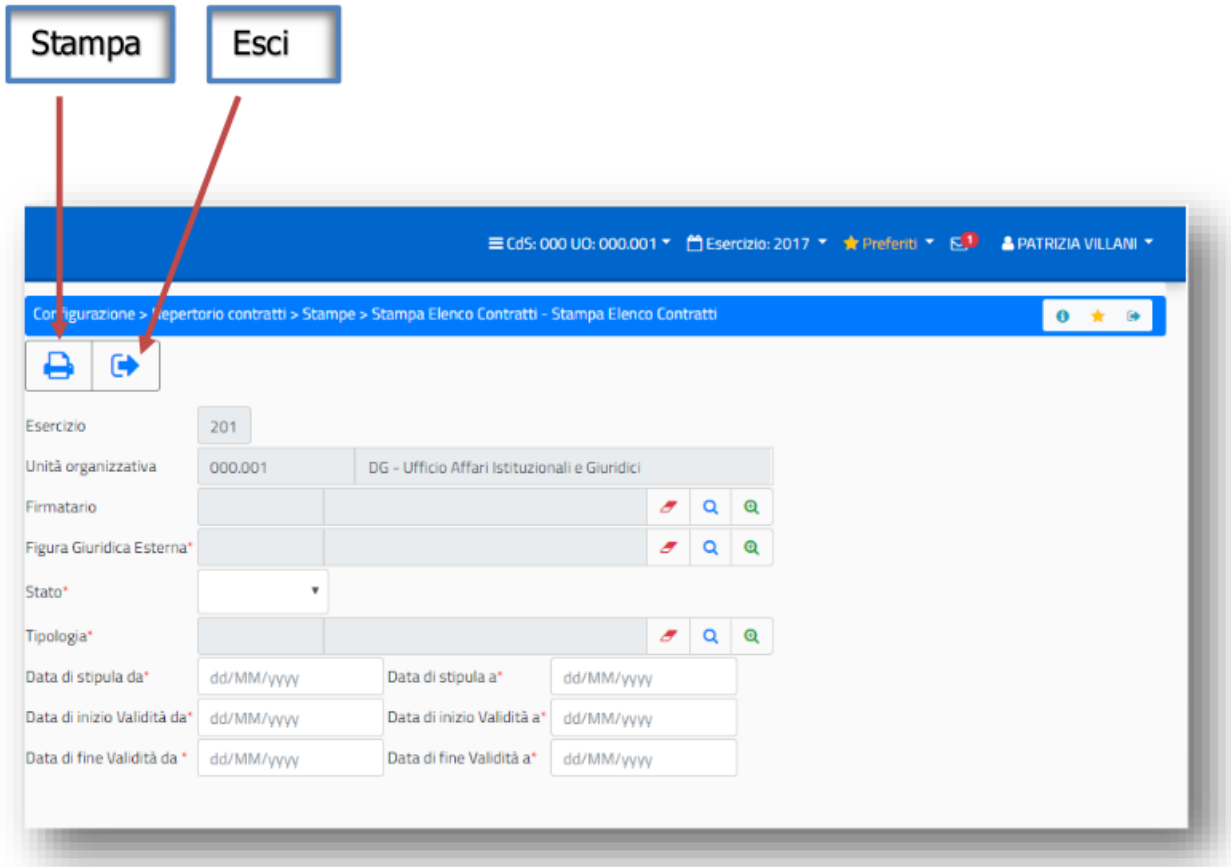 Stampa Esci
CdS: 000 UO: 000.001 Esercizio: 2017 Preferiti 1 PATRIZIA VILLANI
Configurazione > Repertorio contratti > Stampe > Stampa Elenco Contratti - Stampa Elenco Contratti
Esercizio 201
Unità organizzativa 000.001 DG - Ufficio Affari Istituzionali e Giuridici
Firmatario
Figura Giuridica Esterna*
Stato*
Tipologia*
Data di stipula da* dd/MM/yyyy Data di stipula a* dd/MM/yyyy
Data di inizio Validità da* dd/MM/yyyy Data di inizio Validità a* dd/MM/yyyy
Data di fine Validità da * dd/MM/yyyy Data di fine Validità a* dd/MM/yyyy